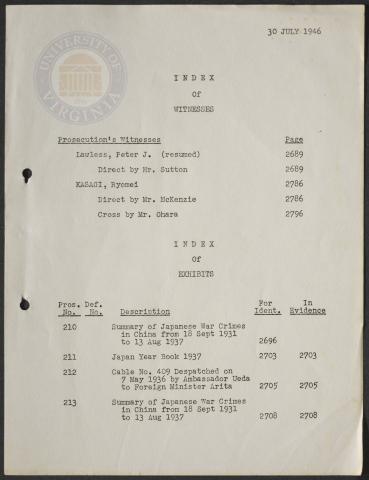 30 JULY 1946
UNIVERSITY OF VIRGINIA
1819
I N D E X
Of
WITNESSES
Prosecution's Witnesses Page
Lawless, Peter J. (resumed) 2689
Direct by Mr. Sutton 2689
KASAGI, Ryomei 2786
Direct by Mr. McKenzie 2786
Cross by Mr. Ohara 2796
I N D E X
Of
EXHIBITS
Pros. Def. For In
No. No. Description Ident. Evidence
210 Summary of Japanese War Crimes
in China from 18 Sept 1931
to 13 Aug 1937 2696
211 Japan Year Book 1937 2703 2703
212 Cable No. 409 Despatched on
7 May 1936 by Ambassador Ueda
to Foreign Minister Arita 2705 2705
213 Summary of Japanese War Crimes
in China from 18 Sept 1931
to 13 Aug 1937 2708 2708